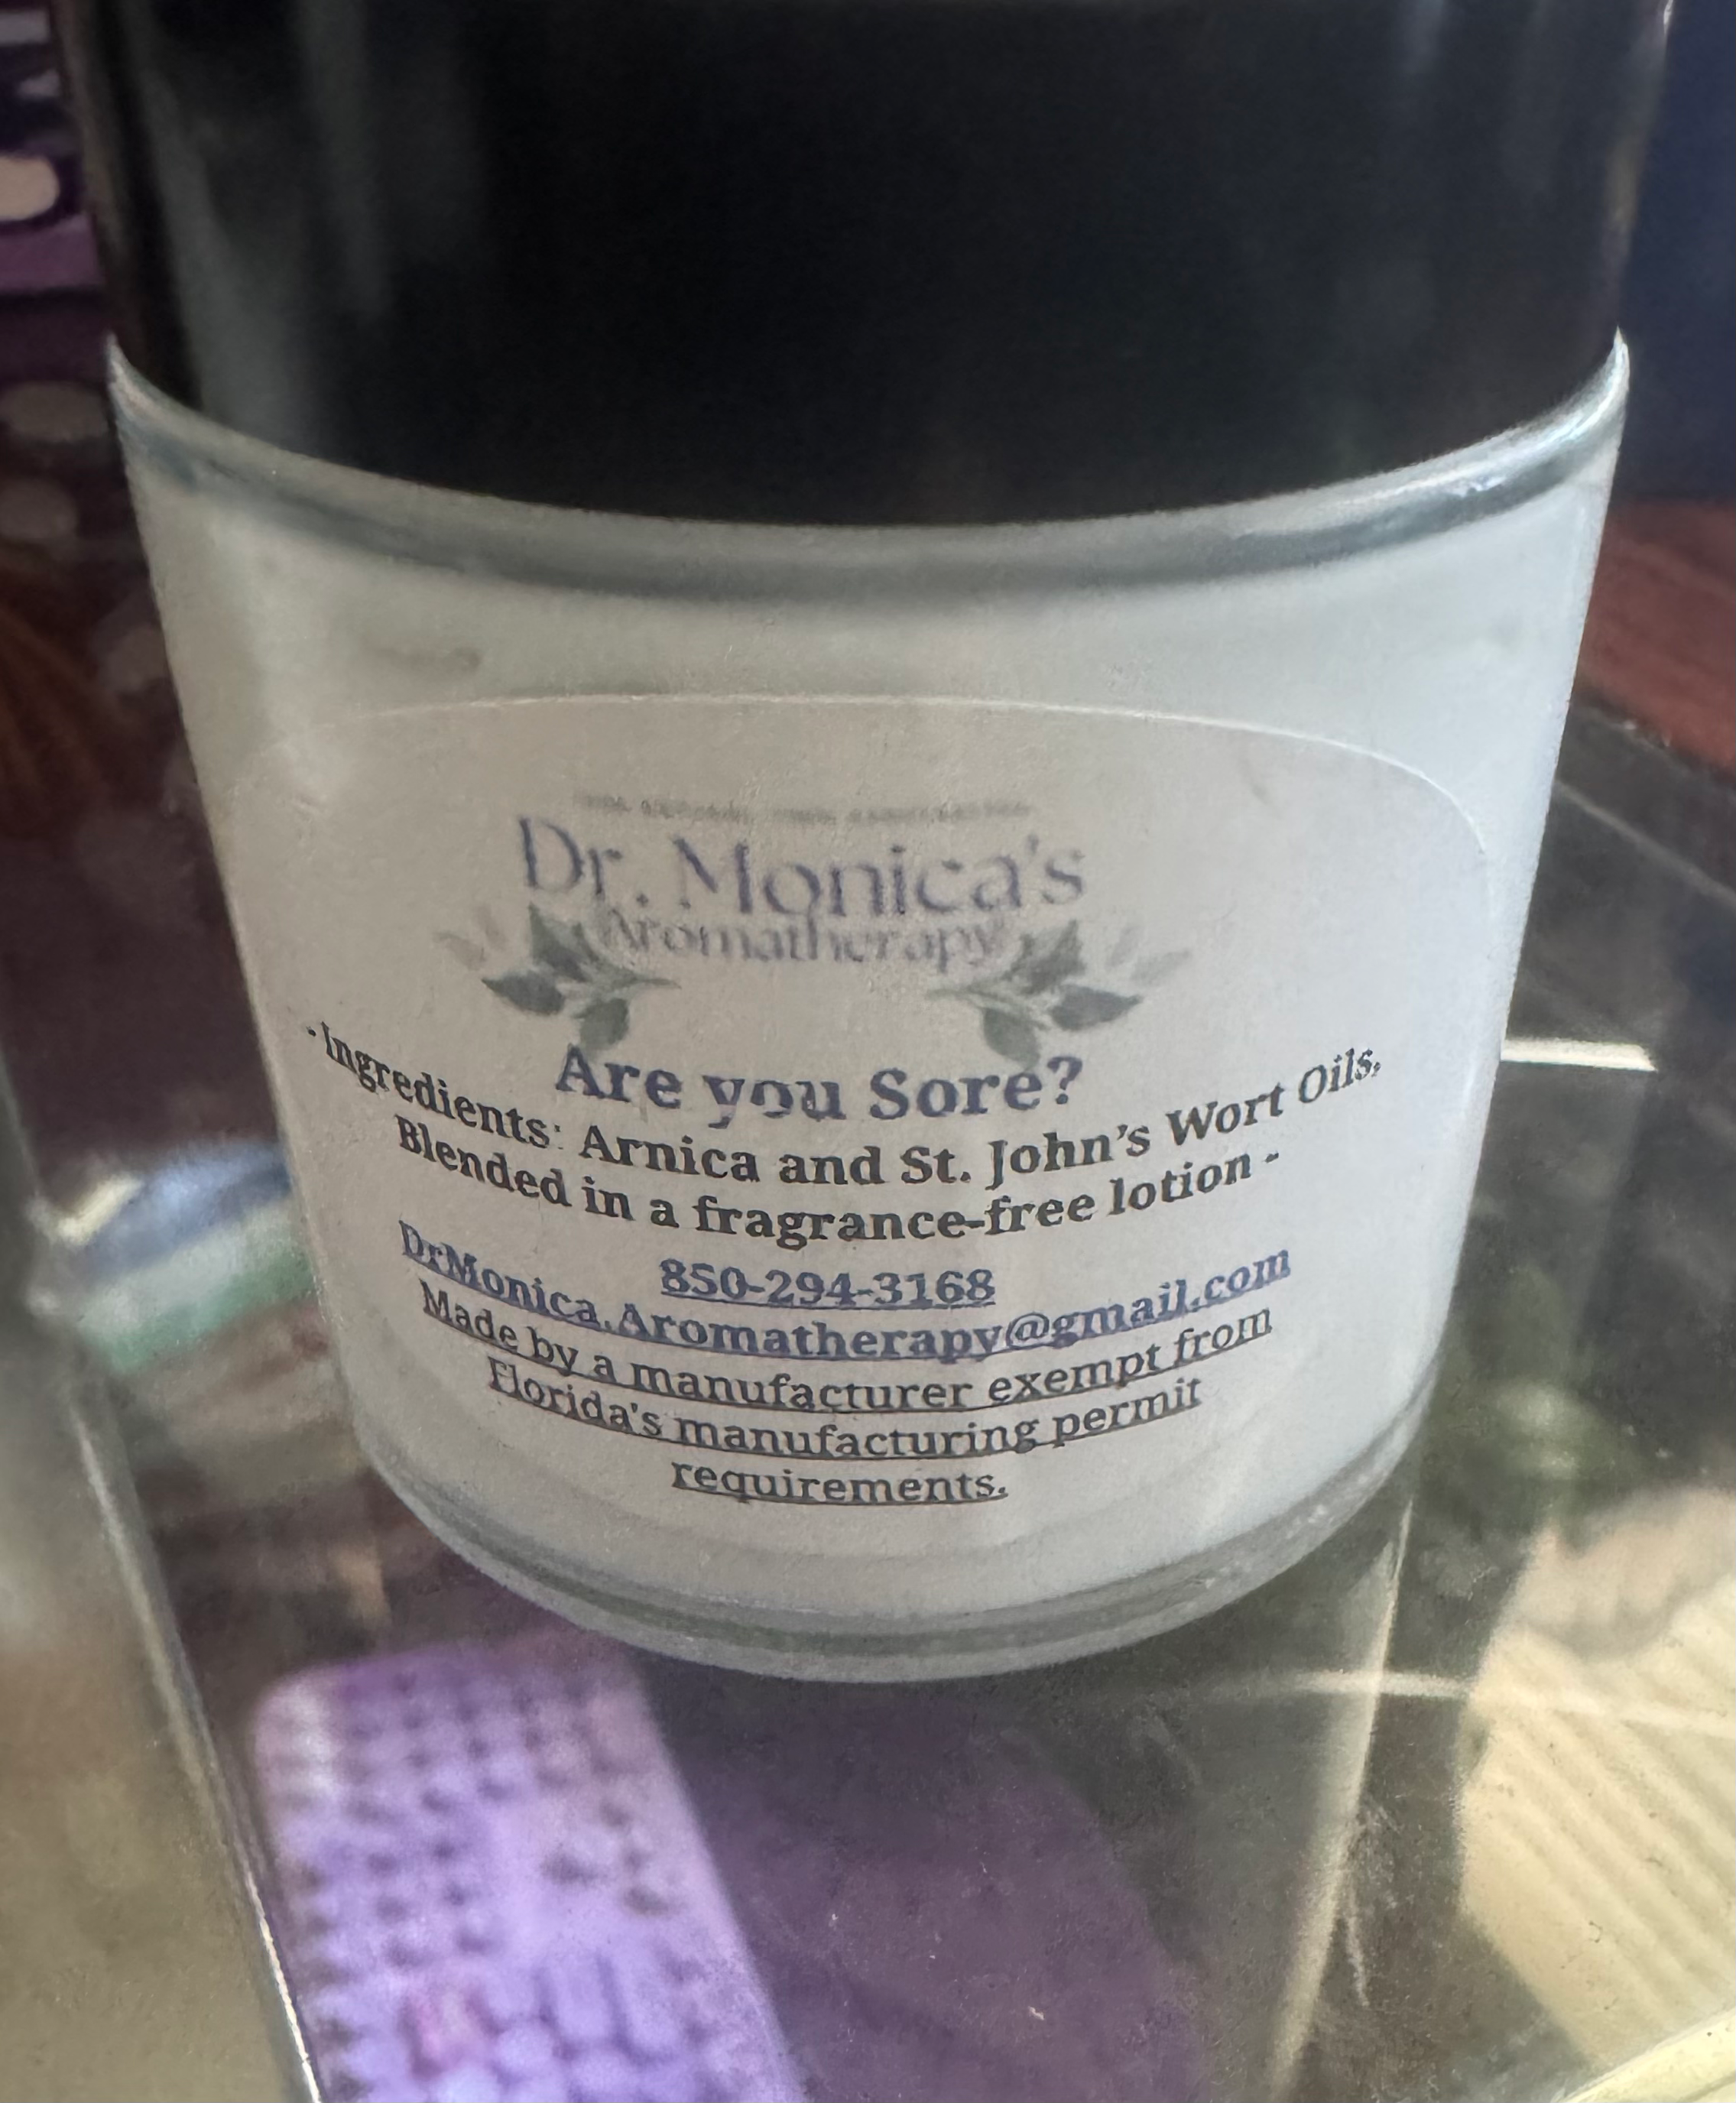 Dr. Monica's
Aromatherapy
Are you Sore?
- Ingredients: Arnica and St. John's Wort Oils,
Blended in a fragrance-free lotion -
850-294-3168
DrMonica.Aromatherapy@gmail.com
Made by a manufacturer exempt from
Florida's manufacturing permit
requirements.